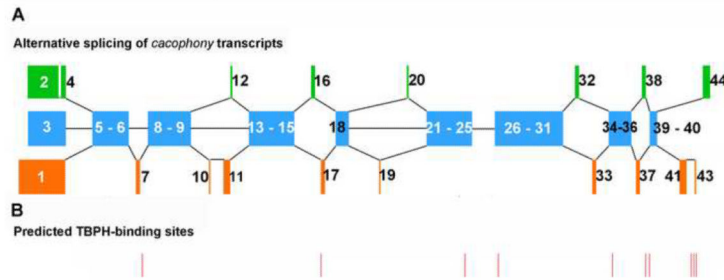 A
Alternative splicing of cacophony transcripts
2 4 12 16 20 32 38 44
3 5 - 6 8 - 9 13 - 15 18 21 - 25 26 - 31 34-36 39 - 40
1 7 10 11 17 19 33 37 41 43
B
Predicted TBPH-binding sites